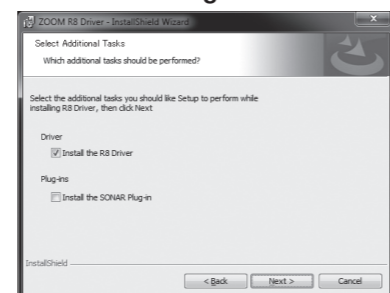 ZOOM R8 Driver - InstallShield Wizard
x
Select Additional Tasks
Which additional tasks should be performed?
Select the additional tasks you should like Setup to perform while
installing R8 Driver, then click Next
Driver
Install the R8 Driver
Plug-ins
Install the SONAR Plug-in
InstallShield
< Back Next > Cancel